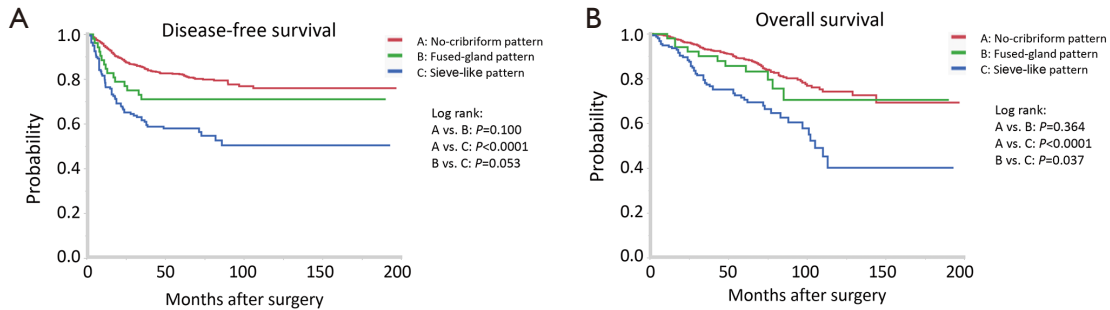 A
Disease-free survival
A: No-cribriform pattern
B: Fused-gland pattern
C: Sieve-like pattern
Log rank:
A vs. B: P=0.100
A vs. C: P<0.0001
B vs. C: P=0.053
Probability
1.0
0.8
0.6
0.4
0.2
0.0
0 50 100 150 200
Months after surgery
B
Overall survival
A: No-cribriform pattern
B: Fused-gland pattern
C: Sieve-like pattern
Log rank:
A vs. B: P=0.364
A vs. C: P<0.0001
B vs. C: P=0.037
Probability
1.0
0.8
0.6
0.4
0.2
0.0
0 50 100 150 200
Months after surgery